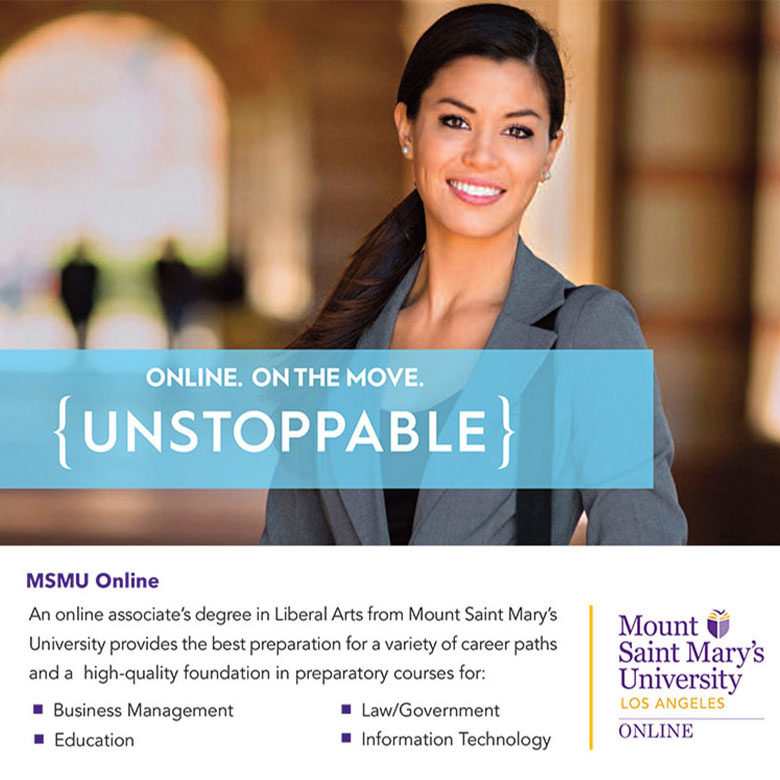 ONLINE. ON THE MOVE.
{UNSTOPPABLE}
MSMU Online
An online associate's degree in Liberal Arts from Mount Saint Mary's
University provides the best preparation for a variety of career paths
and a high-quality foundation in preparatory courses for:
Business Management
Education
Law/Government
Information Technology
Mount
Saint Mary's
University
LOS ANGELES
ONLINE